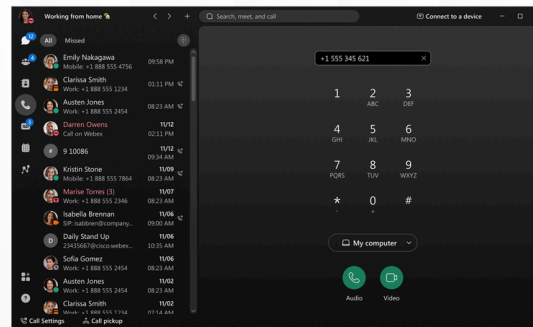 Working from home
Search, meet, and call
Connect to a device
All
Missed
Emily Nakagawa
Mobile: +1 888 555 4756
09:58 PM
Clarissa Smith
Work: +1 888 555 1234
01:11 PM
Austen Jones
Work: +1 888 555 2454
08:23 AM
Darren Owens
Call on Webex
11/12
02:11 PM
# 9 10086
11/12
09:34 AM
Kristin Stone
Mobile: +1 888 555 7864
11/09
08:23 AM
Marise Torres (3)
Work: +1 888 555 2346
11/07
08:23 AM
Isabella Brennan
SIP: isabbren@company...
11/06
09:00 AM
D
Daily Stand Up
23435667@cisco.webex...
11/06
10:35 AM
Sofia Gomez
Work: +1 888 555 2454
11/06
08:23 AM
Austen Jones
Work: +1 888 555 2454
11/02
08:23 AM
Clarissa Smith
Work: +1 888 555 1234
11/02
07:14 AM
Call Settings
Call pickup
+1 555 345 621
1 2 3
ABC DEF
4 5 6
GHI JKL MNO
7 8 9
PQRS TUV WXYZ
* 0 #
+
My computer
Audio Video